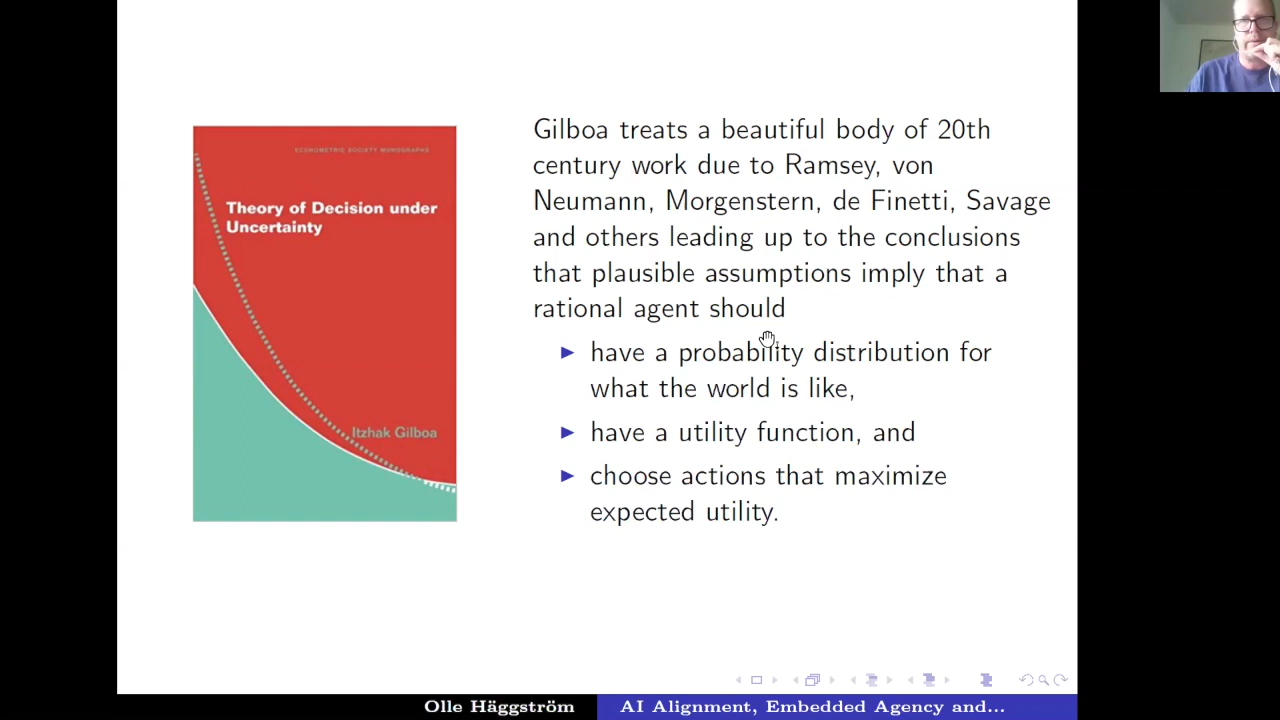 ECONOMETRIC SOCIETY MONOGRAPHS
Theory of Decision under
Uncertainty
Itzhak Gilboa
Gilboa treats a beautiful body of 20th
century work due to Ramsey, von
Neumann, Morgenstern, de Finetti, Savage
and others leading up to the conclusions
that plausible assumptions imply that a
rational agent should
have a probability distribution for
what the world is like,
have a utility function, and
choose actions that maximize
expected utility.
Olle Häggström
AI Alignment, Embedded Agency and...